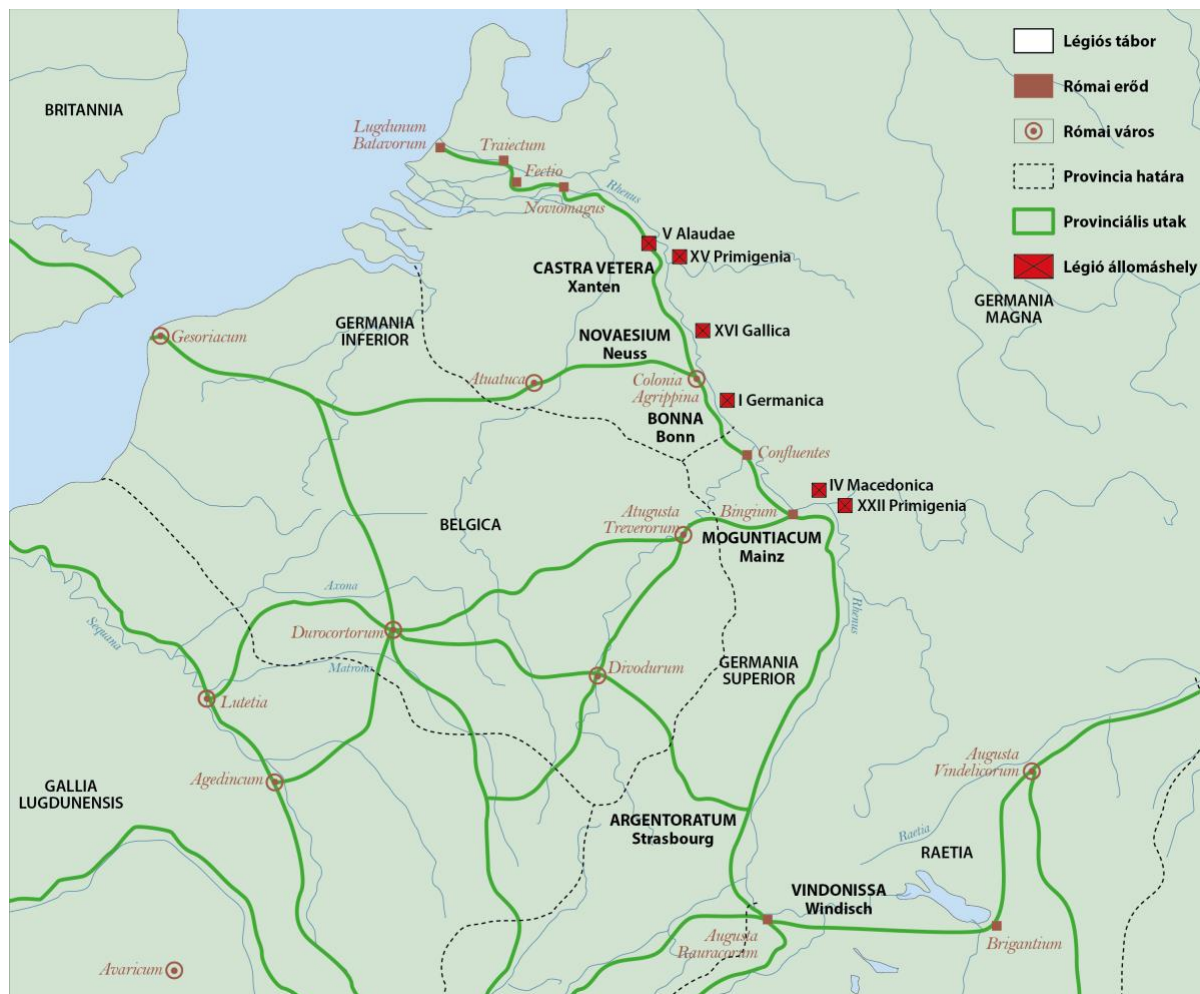 Légiós tábor
Római erőd
Római város
Provincia határa
Provinciális utak
Légió állomáshely
BRITANNIA
Lugdunum
Batavorum
Traiectum
Fectio
Noviomagus
Rhenus
V Alaudae
XV Primigenia
CASTRA VETERA
Xanten
GERMANIA
MAGNA
GERMANIA
INFERIOR
Gesoriacum
NOVAESIUM
Neuss
XVI Gallica
Atuatuca
Colonia
Agrippina
I Germanica
BONNA
Bonn
Confluentes
IV Macedonica
XXII Primigenia
BELGICA
Atugusta
Treverorum
Bingium
MOGUNTIACUM
Mainz
Axona
Sequana
Durocortorum
Matrona
Rhenus
Divodurum
GERMANIA
SUPERIOR
Lutetia
Agedincum
GALLIA
LUGDUNENSIS
Augusta
Vindelicorum
ARGENTORATUM
Strasbourg
Raetia
RAETIA
VINDONISSA
Windisch
Augusta
Rauracorum
Brigantium
Avaricum